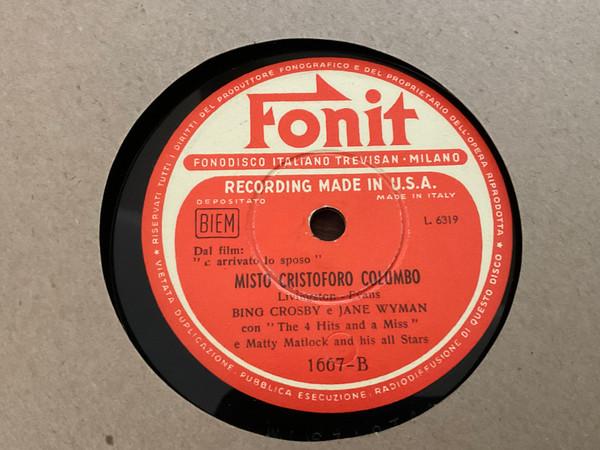 ★ RISERVATI TUTTI I DIRITTI DEL PRODUTTORE FONOGRAFICO E DEL PROPRIETARIO DELL'OPERA RIPRODOTTA ★
Fonit
FONODISCO ITALIANO TREVISAN · MILANO
RECORDING MADE IN U.S.A.
DEPOSITATO
MADE IN ITALY
BIEM
L. 6319
Dal film:
" è arrivato lo sposo "
MISTO CRISTOFORO COLOMBO
Livingston - Evans
BING CROSBY e JANE WYMAN
con "The 4 Hits and a Miss"
e Matty Matlock and his all Stars
1667-B
VIETATA DUPLICAZIONE · PUBBLICA ESECUZIONE · RADIODIFFUSIONE DI QUESTO DISCO